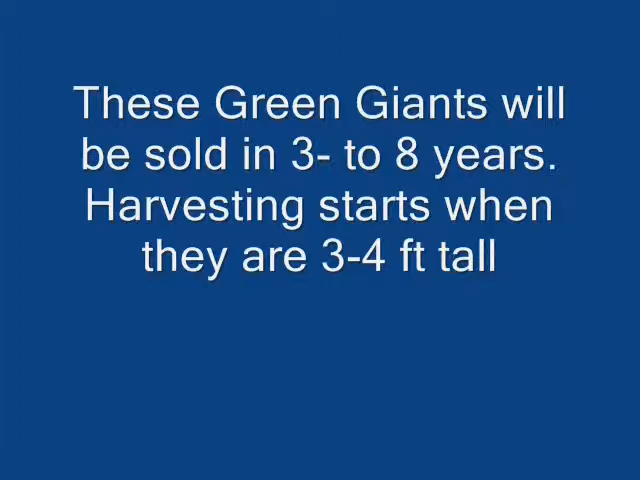 These Green Giants will
be sold in 3- to 8 years.
Harvesting starts when
they are 3-4 ft tall